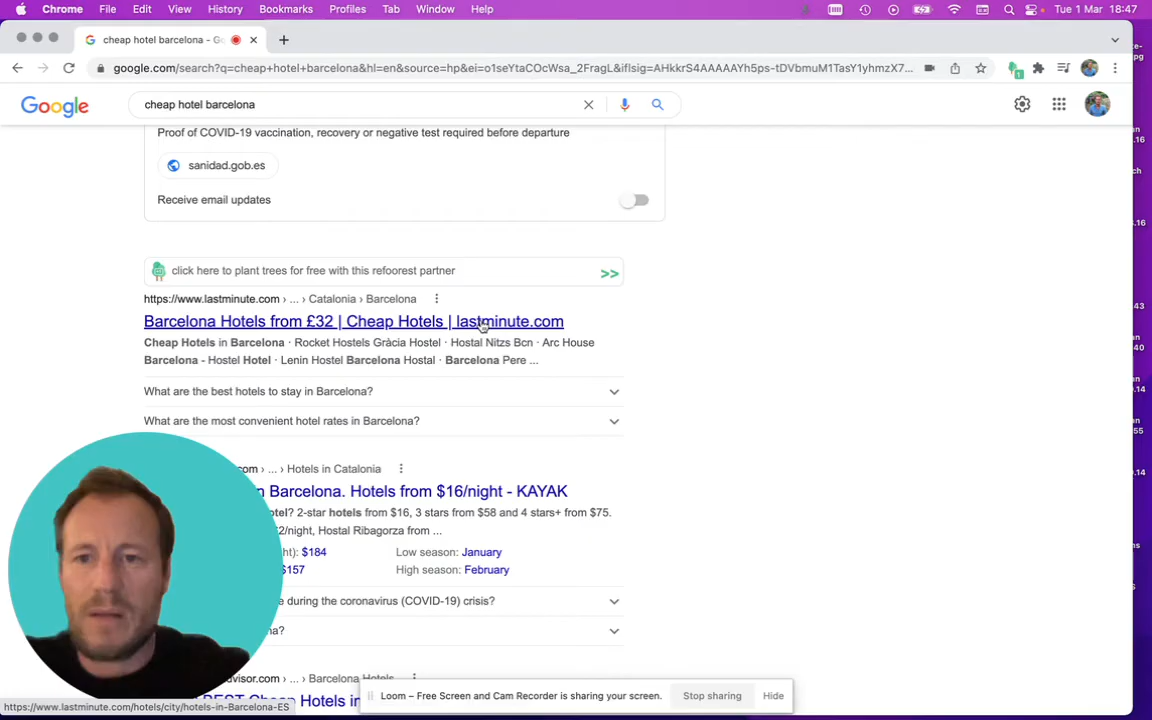 Chrome File Edit View History Bookmarks Profiles Tab Window Help Tue 1 Mar 18:47
cheap hotel barcelona - Go
google.com/search?q=cheap+hotel+barcelona&hl=en&source=hp&ei=o1seYtaCOcWsa_2FragL&iflsig=AHkkrS4AAAAAYh5ps-tDVbmuM1TasY1yhmzX7...
1
Google
cheap hotel barcelona
Proof of COVID-19 vaccination, recovery or negative test required before departure
sanidad.gob.es
Receive email updates
click here to plant trees for free with this refoorest partner >>
https://www.lastminute.com › ... › Catalonia › Barcelona
Barcelona Hotels from £32 | Cheap Hotels | lastminute.com
Cheap Hotels in Barcelona · Rocket Hostels Gràcia Hostel · Hostal Nitzs Bcn · Arc House
Barcelona - Hostel Hotel · Lenin Hostel Barcelona Hostal · Barcelona Pere ...
What are the best hotels to stay in Barcelona?
What are the most convenient hotel rates in Barcelona?
com › ... › Hotels in Catalonia
n Barcelona. Hotels from $16/night - KAYAK
otel? 2-star hotels from $16, 3 stars from $58 and 4 stars+ from $75.
2/night, Hostal Ribagorza from ...
ht): $184 Low season: January
$157 High season: February
e during the coronavirus (COVID-19) crisis?
na?
dvisor.com › Barcelona Hotels
BEST Cheap Hotels in
Loom – Free Screen and Cam Recorder is sharing your screen. Stop sharing Hide
https://www.lastminute.com/hotels/city/hotels-in-Barcelona-ES